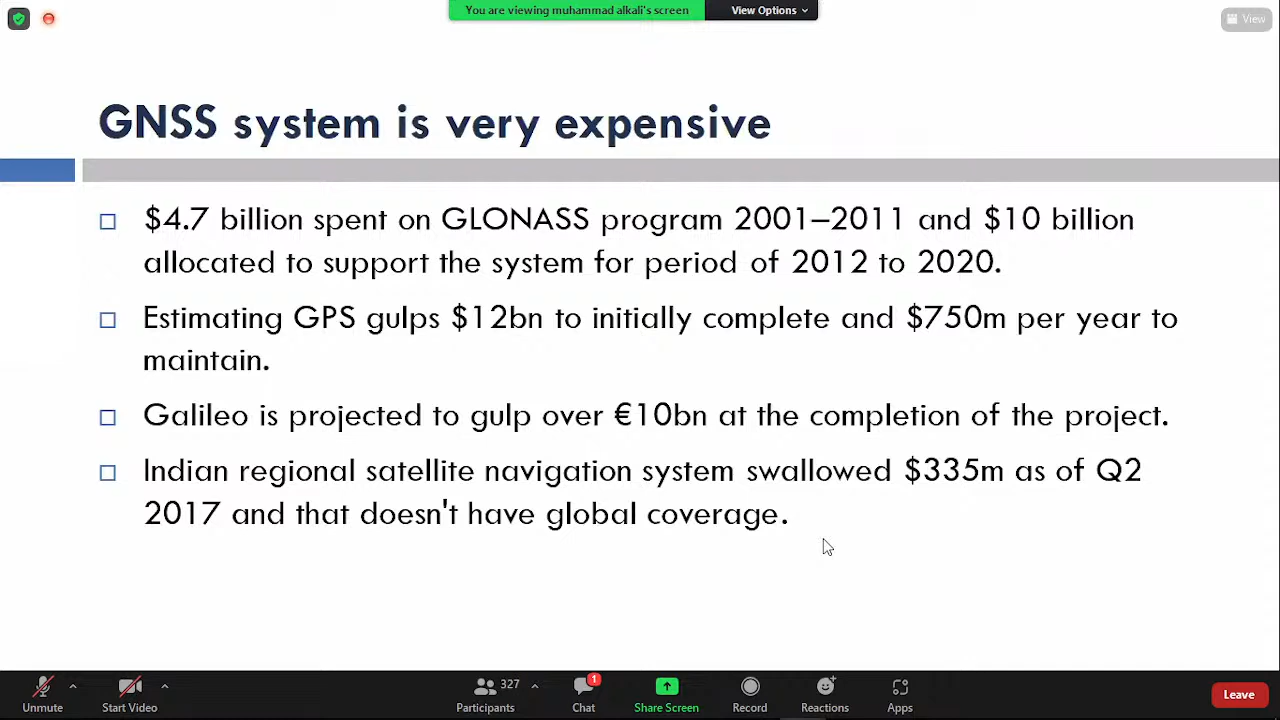 You are viewing muhammad alkali's screen
View Options
View
GNSS system is very expensive
$4.7 billion spent on GLONASS program 2001–2011 and $10 billion
allocated to support the system for period of 2012 to 2020.
Estimating GPS gulps $12bn to initially complete and $750m per year to
maintain.
Galileo is projected to gulp over €10bn at the completion of the project.
Indian regional satellite navigation system swallowed $335m as of Q2
2017 and that doesn't have global coverage.
Unmute
Start Video
327
Participants
1
Chat
Share Screen
Record
Reactions
Apps
Leave